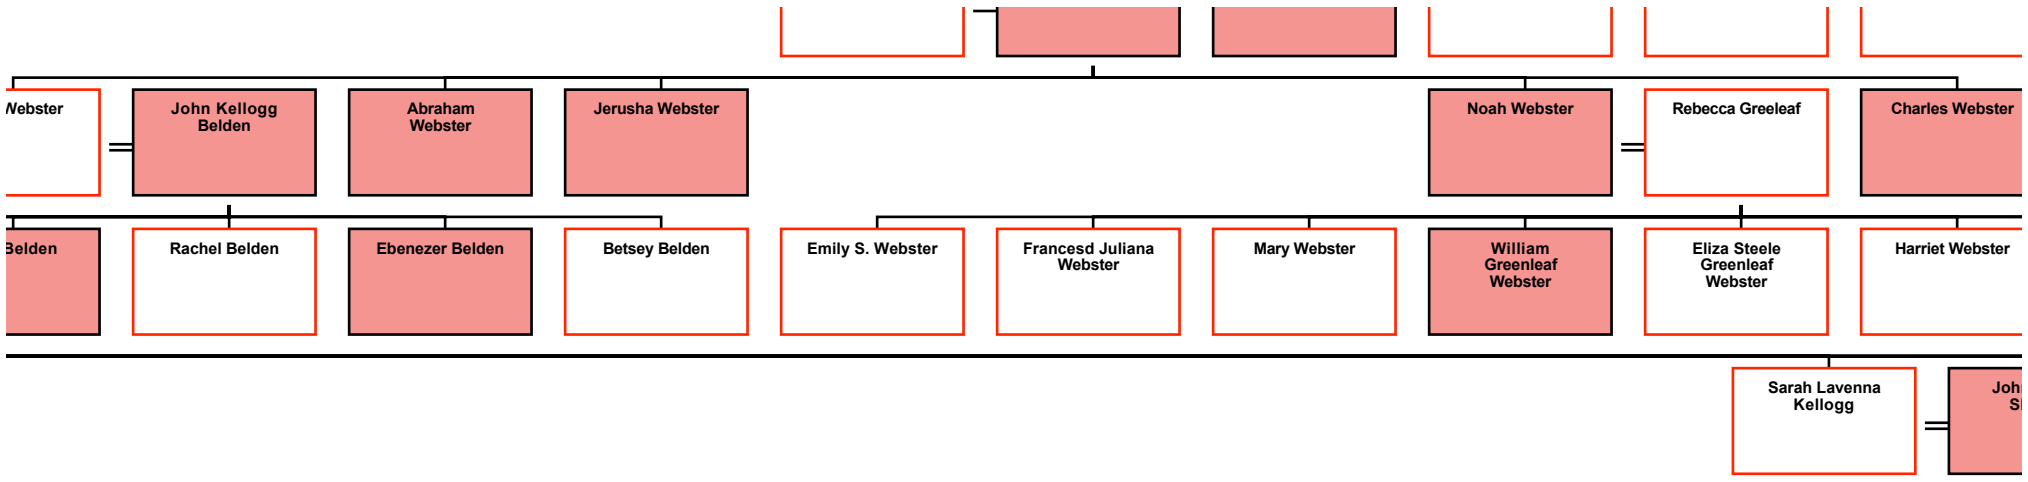 Webster
John Kellogg
Belden
Abraham
Webster
Jerusha Webster
Noah Webster
Rebecca Greeleaf
Charles Webster
Belden
Rachel Belden
Ebenezer Belden
Betsey Belden
Emily S. Webster
Francesd Juliana
Webster
Mary Webster
William
Greenleaf
Webster
Eliza Steele
Greenleaf
Webster
Harriet Webster
Sarah Lavenna
Kellogg